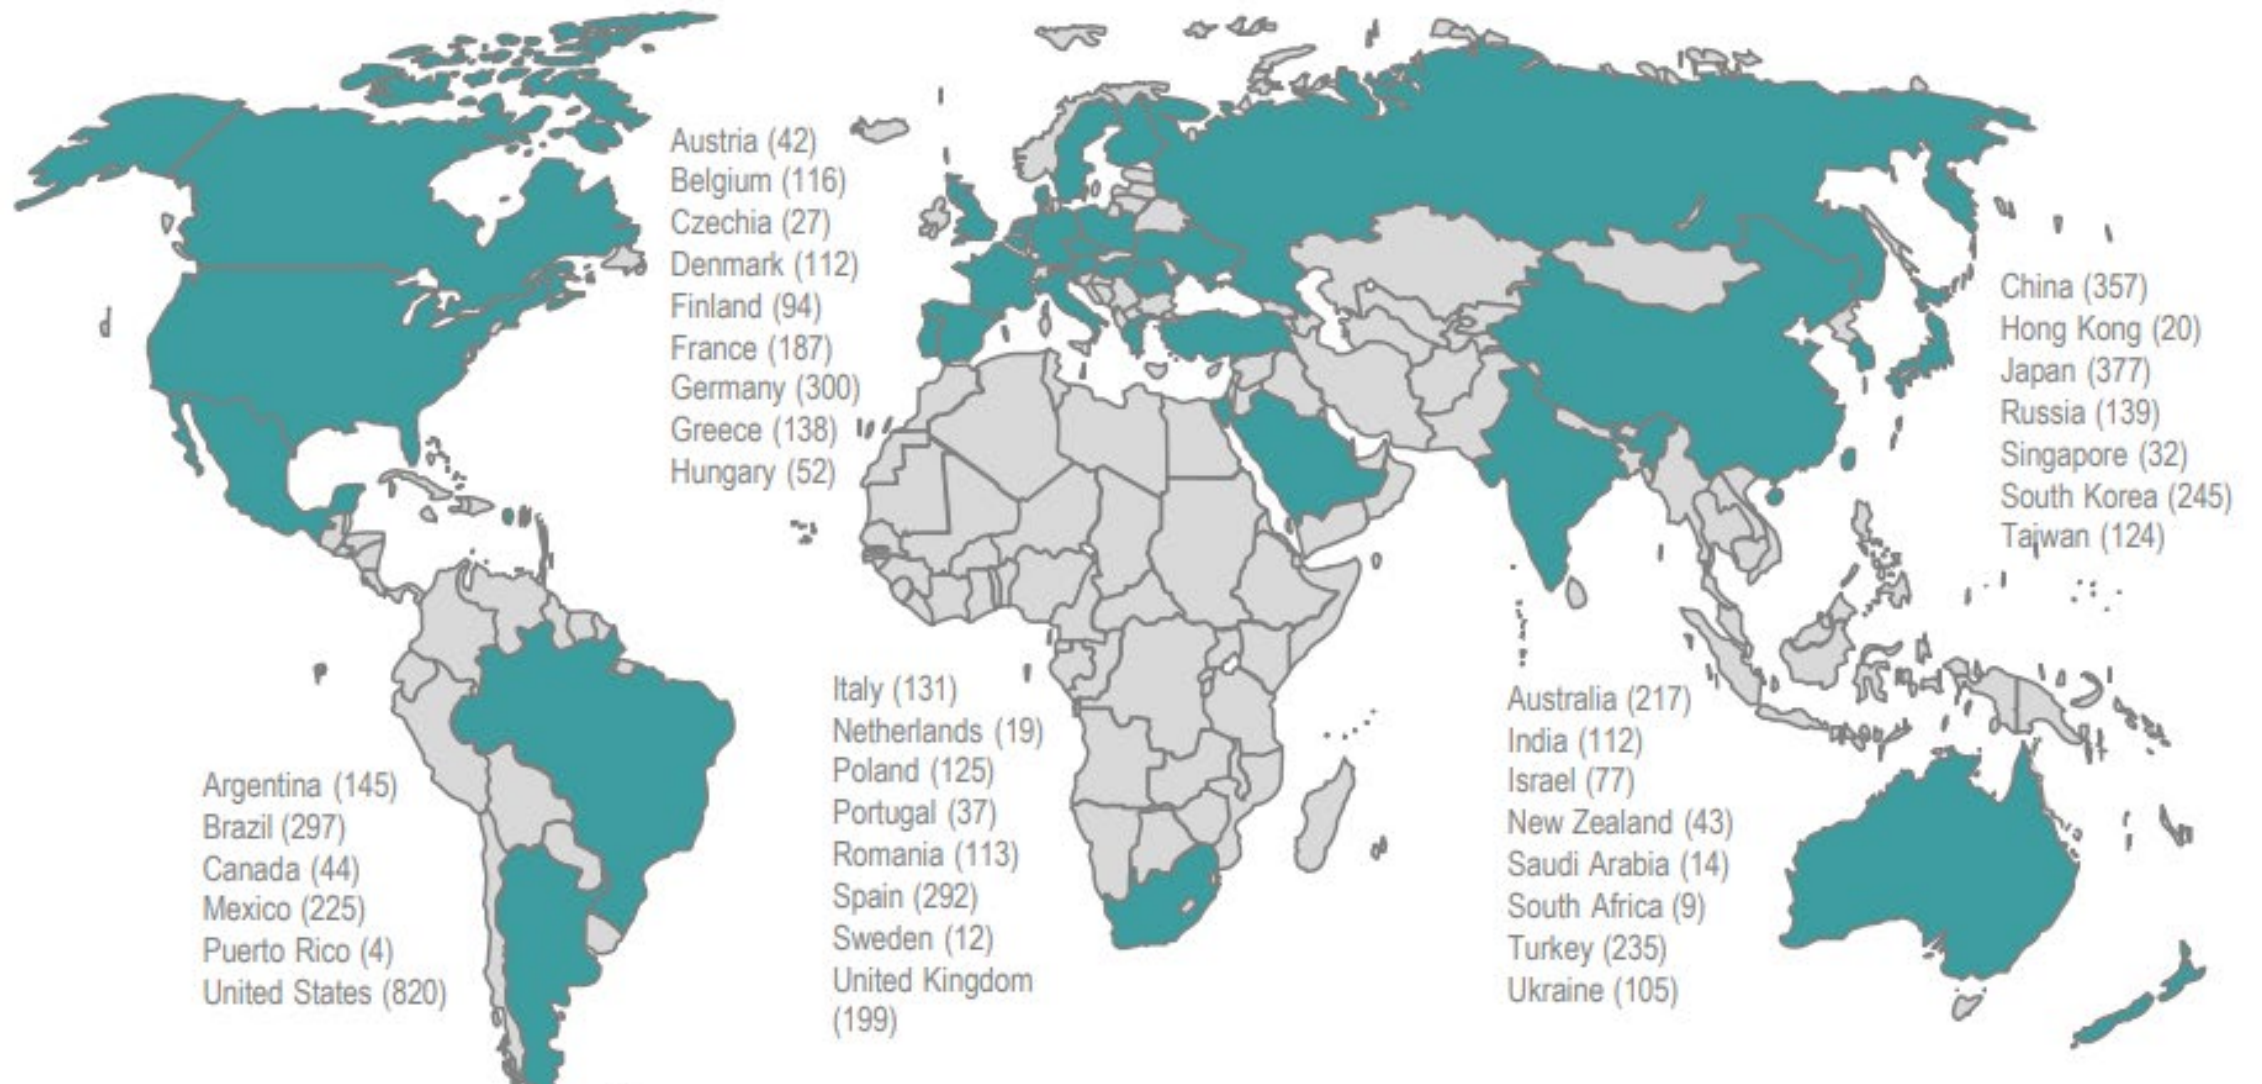 Austria (42)
Belgium (116)
Czechia (27)
Denmark (112)
Finland (94)
France (187)
Germany (300)
Greece (138)
Hungary (52)
China (357)
Hong Kong (20)
Japan (377)
Russia (139)
Singapore (32)
South Korea (245)
Taiwan (124)
Argentina (145)
Brazil (297)
Canada (44)
Mexico (225)
Puerto Rico (4)
United States (820)
Italy (131)
Netherlands (19)
Poland (125)
Portugal (37)
Romania (113)
Spain (292)
Sweden (12)
United Kingdom
(199)
Australia (217)
India (112)
Israel (77)
New Zealand (43)
Saudi Arabia (14)
South Africa (9)
Turkey (235)
Ukraine (105)